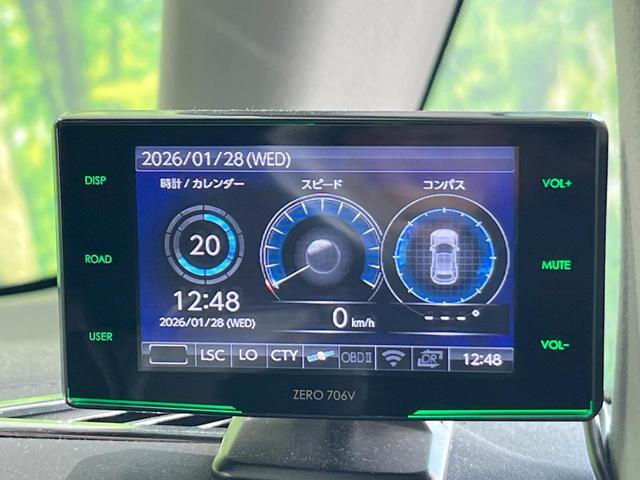 2026/01/28(WED)
時計/カレンダー スピード コンパス
DISP
VOL+
20
ROAD
MUTE
12:48
2026/01/28(WED)
0 km/h
---°
USER
VOL-
LSC LO CTY OBDⅡ DR 12:48
ZERO 706V